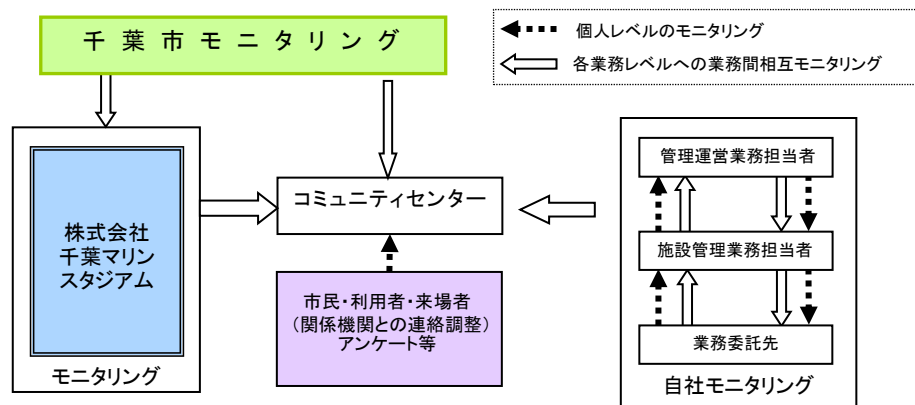 千葉市モニタリング
個人レベルのモニタリング
各業務レベルへの業務間相互モニタリング
株式会社
千葉マリン
スタジアム
モニタリング
コミュニティセンター
市民・利用者・来場者
(関係機関との連絡調整)
アンケート等
管理運営業務担当者
施設管理業務担当者
業務委託先
自社モニタリング